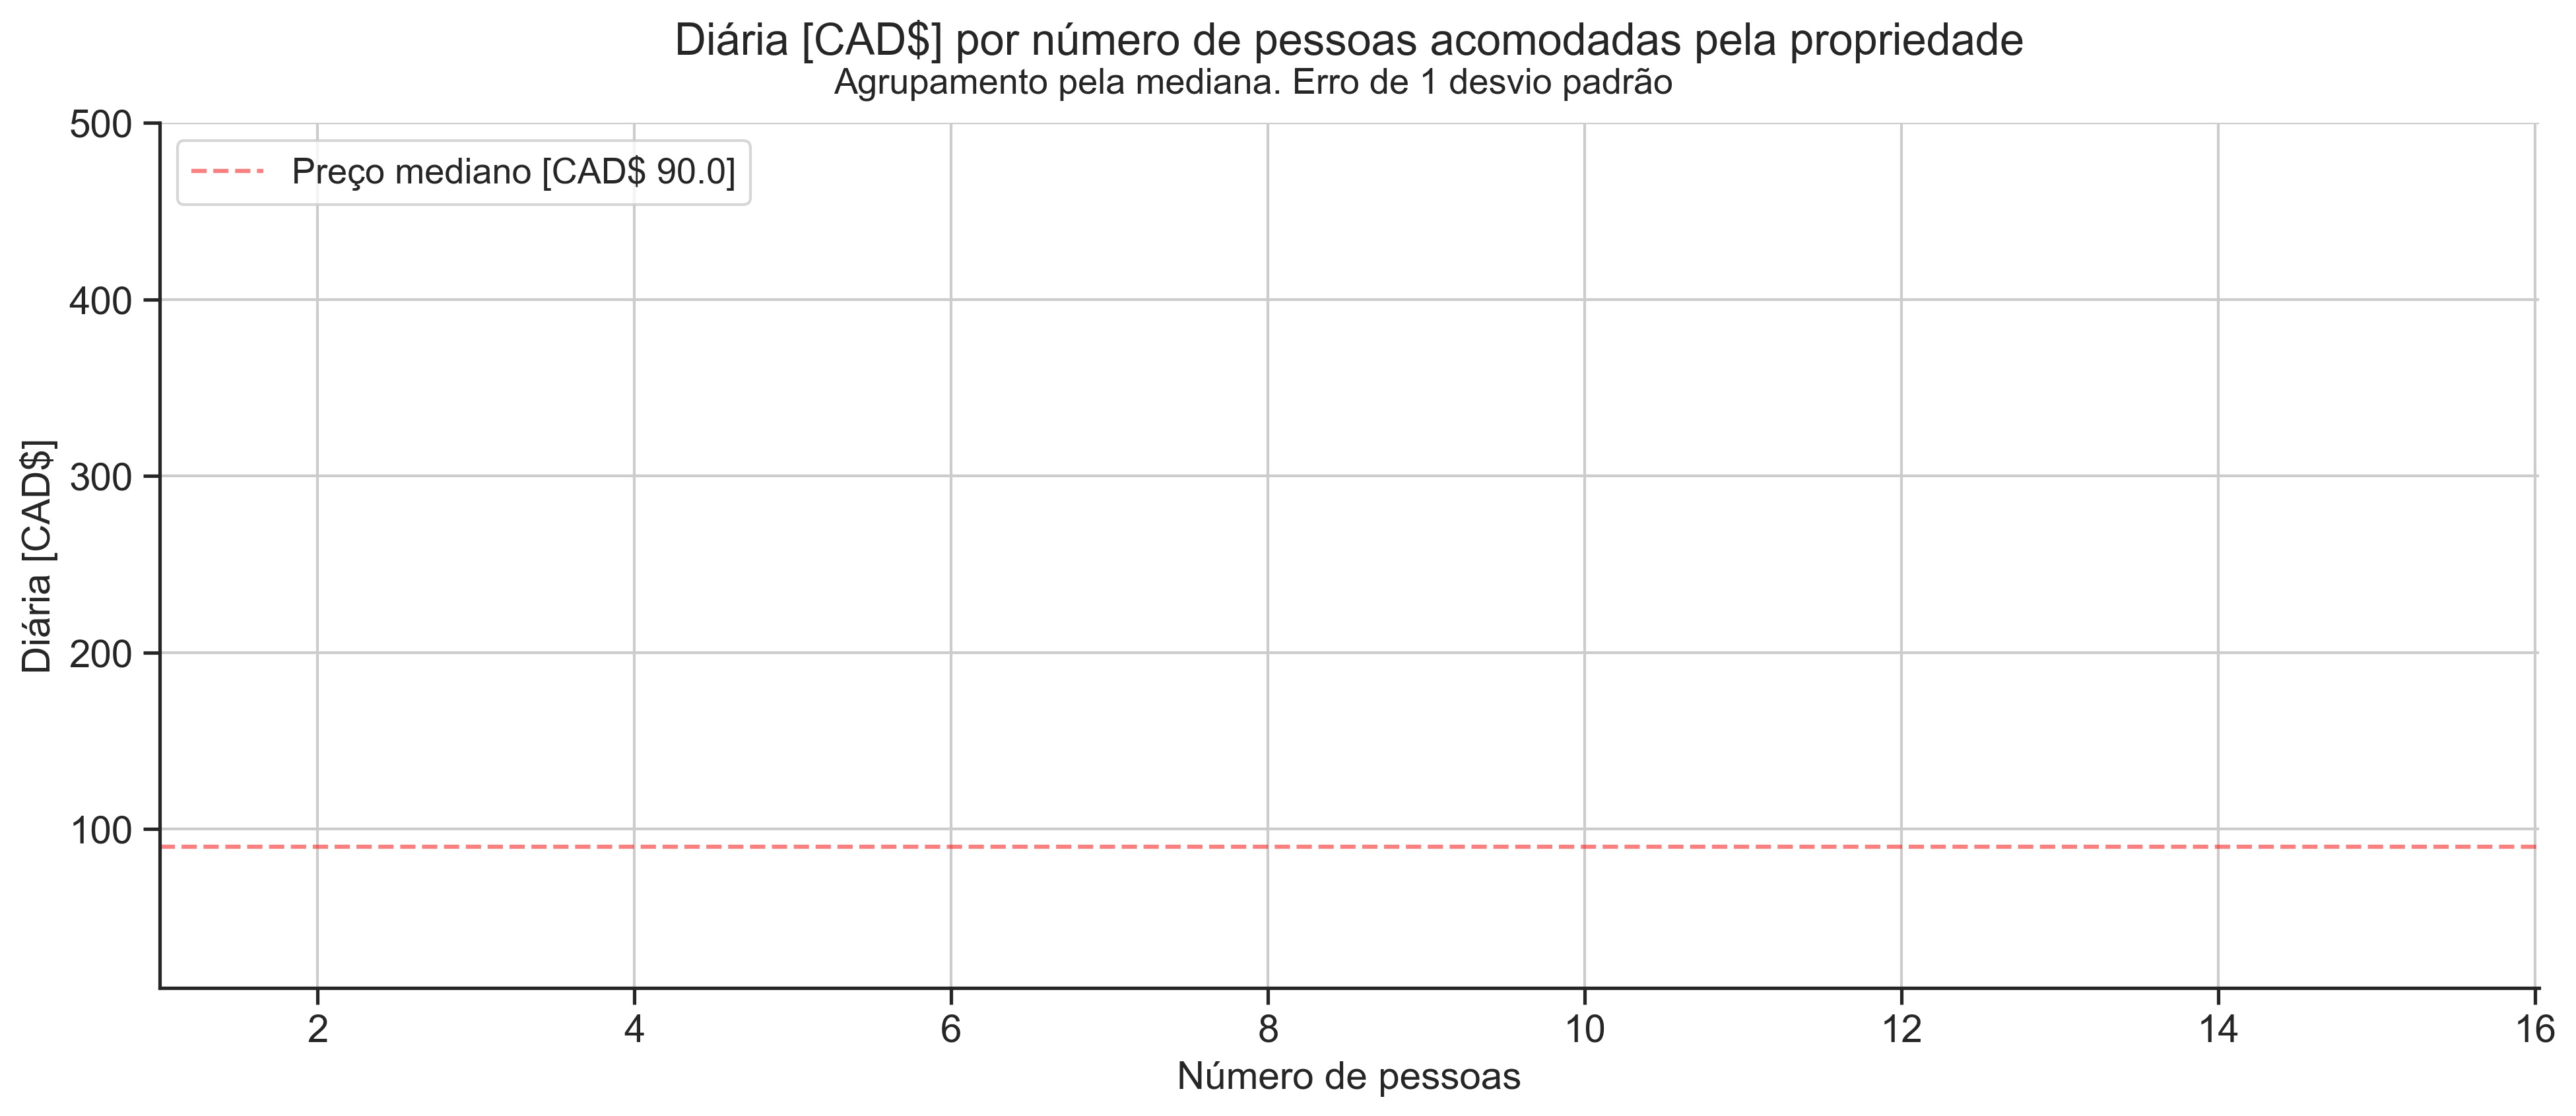 Diária [CAD$] por número de pessoas acomodadas pela propriedade
Agrupamento pela mediana. Erro de 1 desvio padrão
Preço mediano [CAD$ 90.0]
Diária [CAD$]
500
400
300
200
100
2 4 6 8 10 12 14 16
Número de pessoas